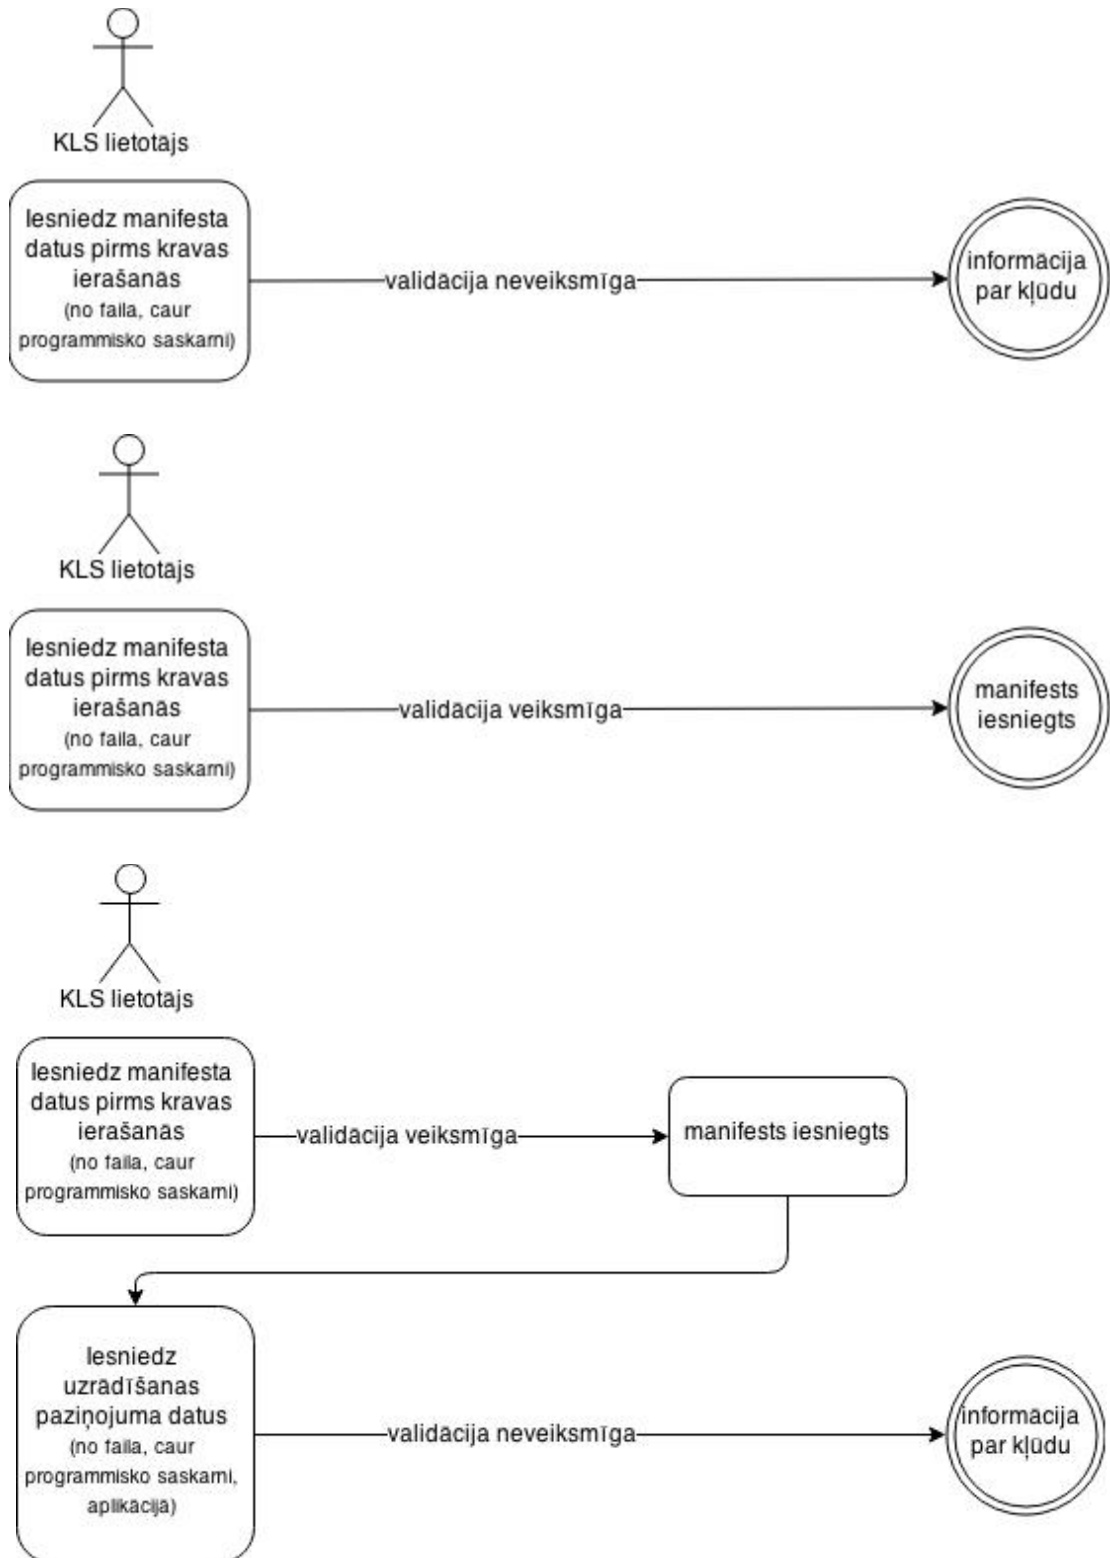 KLS lietotājs
Iesniedz manifesta
datus pirms kravas
ierašanās
(no faila, caur
programmisko saskarni)
validācija neveiksmīga
informācija
par kļūdu
KLS lietotājs
Iesniedz manifesta
datus pirms kravas
ierašanās
(no faila, caur
programmisko saskarni)
validācija veiksmīga
manifests
iesniegts
KLS lietotājs
Iesniedz manifesta
datus pirms kravas
ierašanās
(no faila, caur
programmisko saskarni)
validācija veiksmīga
manifests iesniegts
Iesniedz
uzrādīšanas
paziņojuma datus
(no faila, caur
programmisko saskarni,
aplikācijā)
validācija neveiksmīga
informācija
par kļūdu